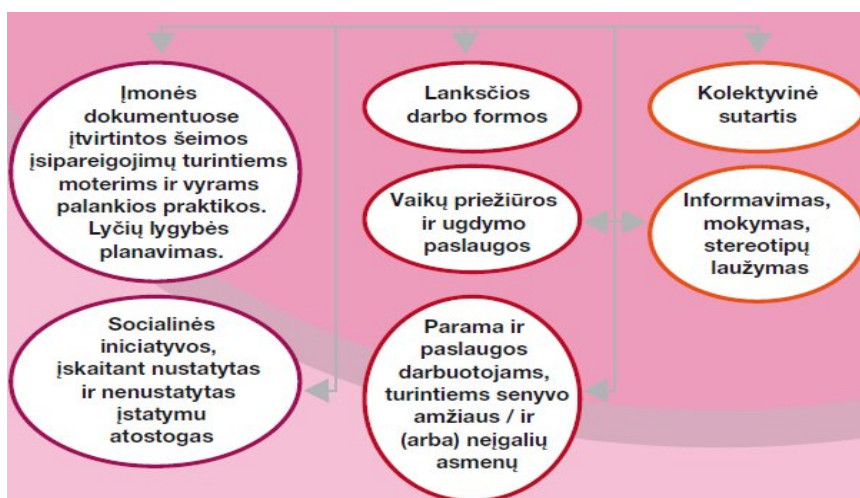 Įmonės
dokumentuose
įtvirtintos šeimos
įsipareigojimų turintiems
moterims ir vyrams
palankios praktikos.
Lyčių lygybės
planavimas.
Lanksčios
darbo formos
Kolektyvinė
sutartis
Vaikų priežiūros
ir ugdymo
paslaugos
Informavimas,
mokymas,
stereotipų
laužymas
Socialinės
iniciatyvos,
įskaitant nustatytas
ir nenustatytas
įstatymu
atostogas
Parama ir
paslaugos
darbuotojams,
turintiems senyvo
amžiaus / ir
(arba) neįgalių
asmenų